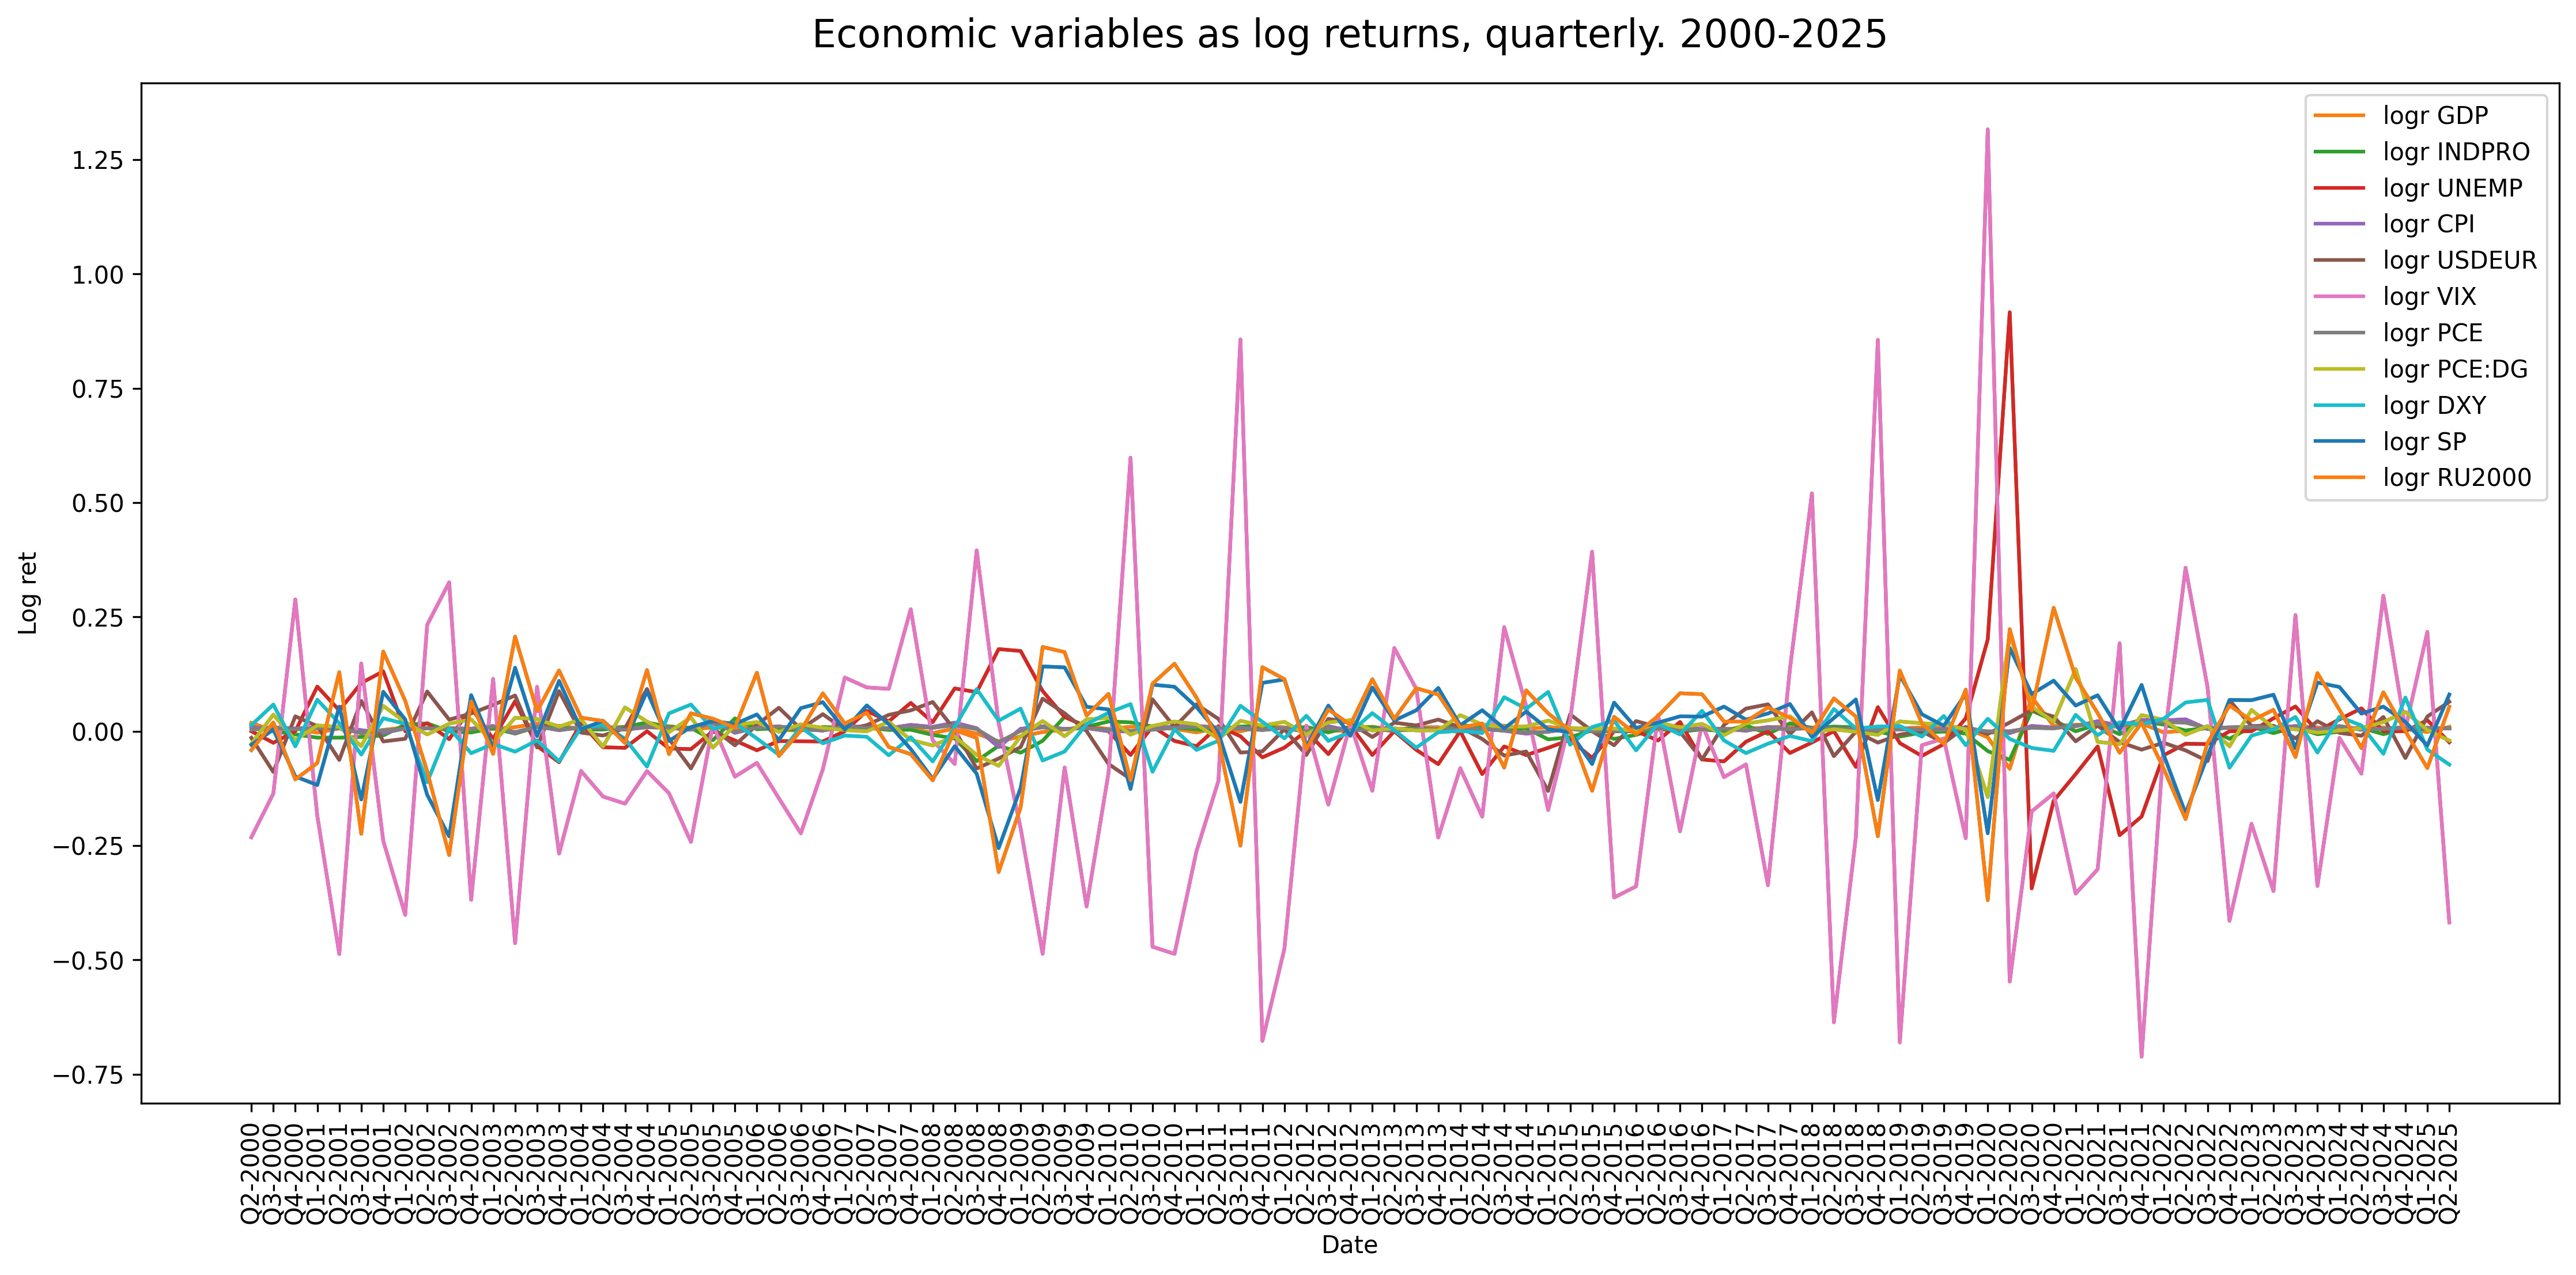 Economic variables as log returns, quarterly. 2000-2025
logr GDP
logr INDPRO
logr UNEMP
logr CPI
logr USDEUR
logr VIX
logr PCE
logr PCE:DG
logr DXY
logr SP
logr RU2000
1.25
1.00
0.75
0.50
0.25
0.00
−0.25
−0.50
−0.75
Log ret
Q2-2000
Q3-2000
Q4-2000
Q1-2001
Q2-2001
Q3-2001
Q4-2001
Q1-2002
Q2-2002
Q3-2002
Q4-2002
Q1-2003
Q2-2003
Q3-2003
Q4-2003
Q1-2004
Q2-2004
Q3-2004
Q4-2004
Q1-2005
Q2-2005
Q3-2005
Q4-2005
Q1-2006
Q2-2006
Q3-2006
Q4-2006
Q1-2007
Q2-2007
Q3-2007
Q4-2007
Q1-2008
Q2-2008
Q3-2008
Q4-2008
Q1-2009
Q2-2009
Q3-2009
Q4-2009
Q1-2010
Q2-2010
Q3-2010
Q4-2010
Q1-2011
Q2-2011
Q3-2011
Q4-2011
Q1-2012
Q2-2012
Q3-2012
Q4-2012
Q1-2013
Q2-2013
Q3-2013
Q4-2013
Q1-2014
Q2-2014
Q3-2014
Q4-2014
Q1-2015
Q2-2015
Q3-2015
Q4-2015
Q1-2016
Q2-2016
Q3-2016
Q4-2016
Q1-2017
Q2-2017
Q3-2017
Q4-2017
Q1-2018
Q2-2018
Q3-2018
Q4-2018
Q1-2019
Q2-2019
Q3-2019
Q4-2019
Q1-2020
Q2-2020
Q3-2020
Q4-2020
Q1-2021
Q2-2021
Q3-2021
Q4-2021
Q1-2022
Q2-2022
Q3-2022
Q4-2022
Q1-2023
Q2-2023
Q3-2023
Q4-2023
Q1-2024
Q2-2024
Q3-2024
Q4-2024
Q1-2025
Q2-2025
Date